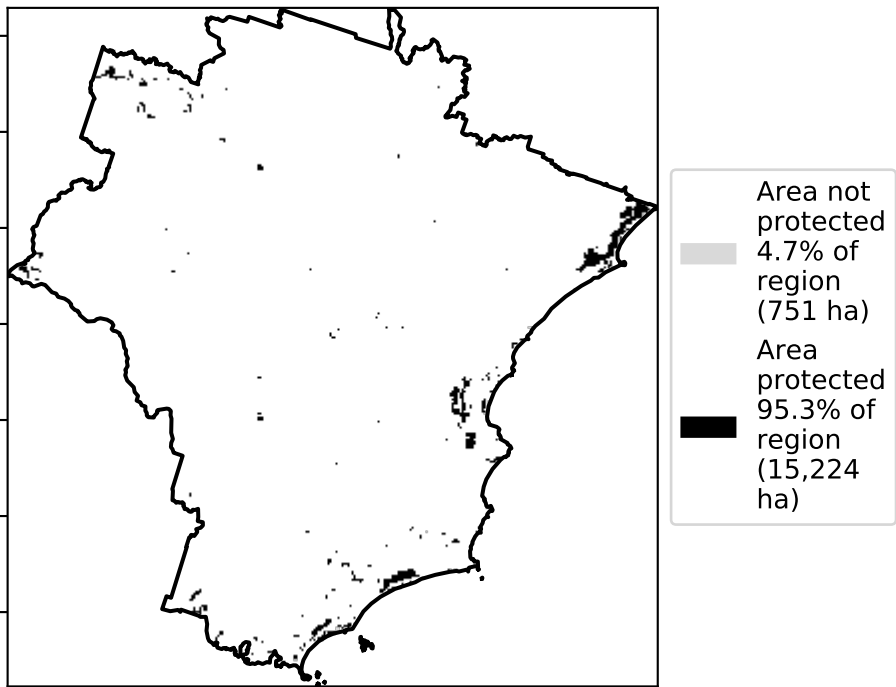 Area not
protected
4.7% of
region
(751 ha)
Area
protected
95.3% of
region
(15,224
ha)